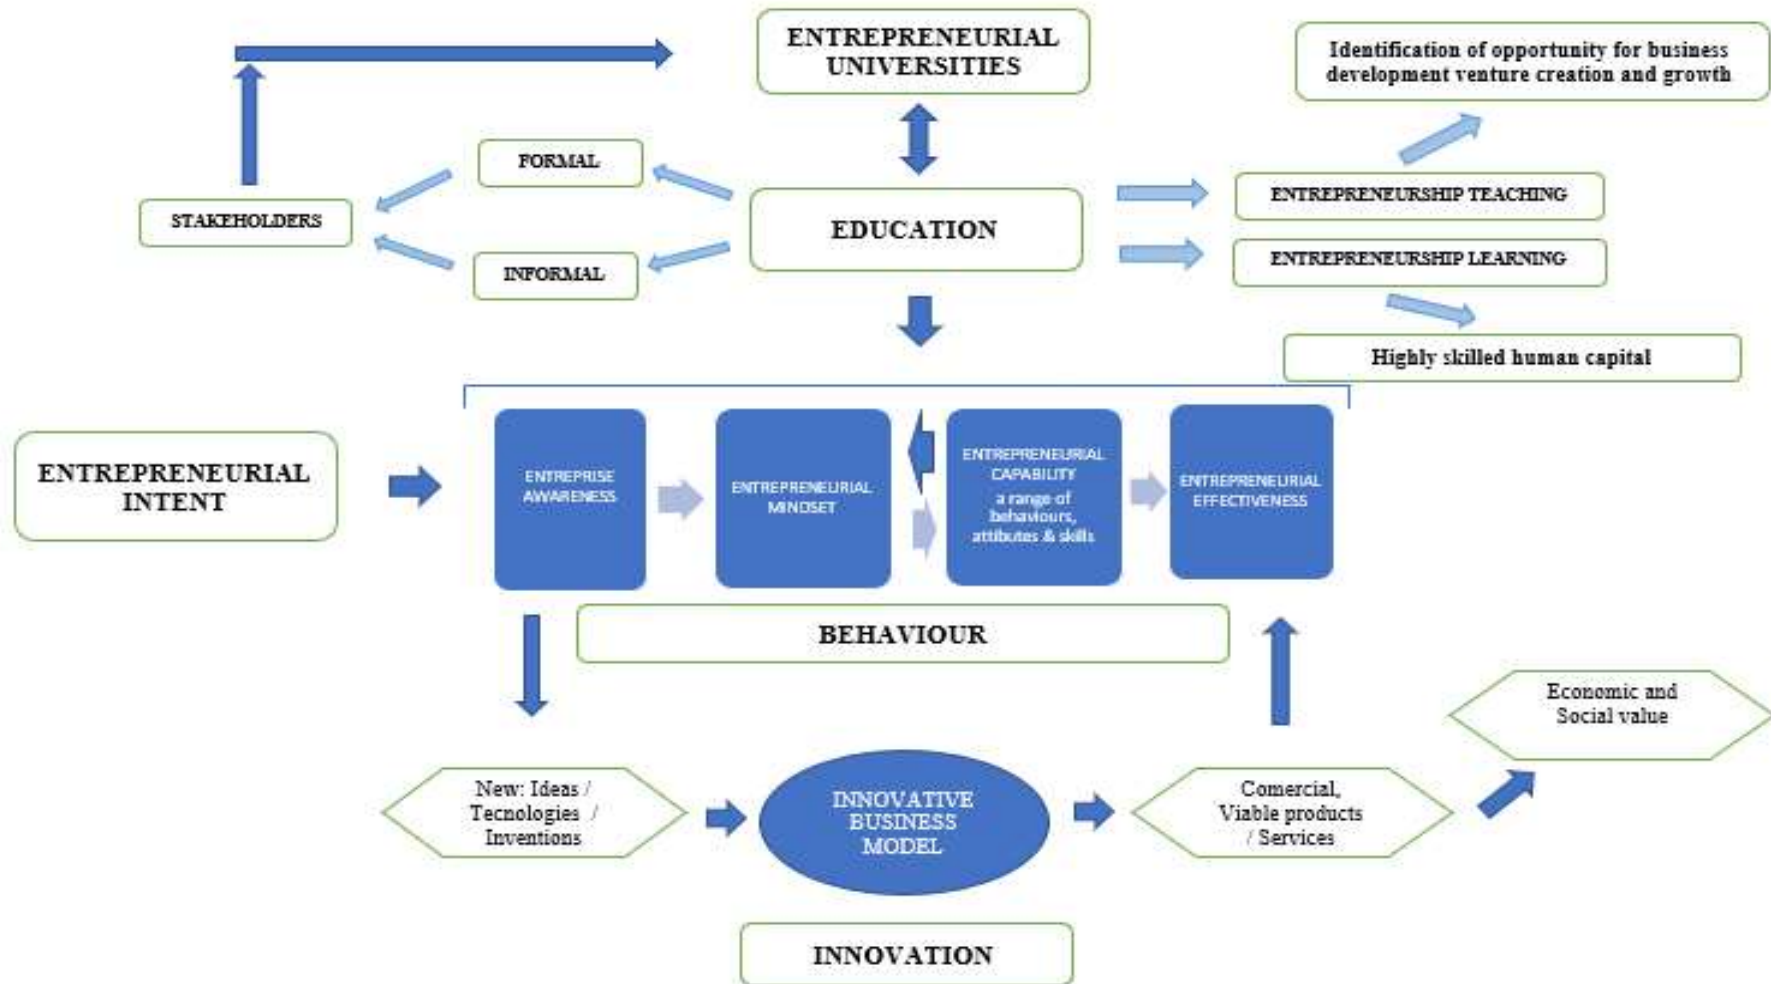 ENTREPRENEURIAL
UNIVERSITIES
Identification of opportunity for business
development venture creation and growth
FORMAL
STAKEHOLDERS
INFORMAL
EDUCATION
ENTREPRENEURSHIP TEACHING
ENTREPRENEURSHIP LEARNING
Highly skilled human capital
ENTREPRENEURIAL
INTENT
ENTREPRISE
AWARENESS
ENTREPRENEURIAL
MINDSET
ENTREPRENEURIAL
CAPABILITY
a range of
behaviours,
attibutes & skills
ENTREPRENEURIAL
EFFECTIVENESS
BEHAVIOUR
Economic and
Social value
New: Ideas /
Tecnologies /
Inventions
INNOVATIVE
BUSINESS
MODEL
Comercial,
Viable products
/ Services
INNOVATION